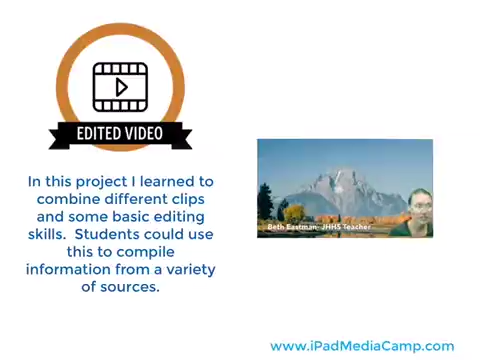 EDITED VIDEO
In this project I learned to
combine different clips
and some basic editing
skills.  Students could use
this to compile
information from a variety
of sources.
Beth Eastman- JHHS Teacher
www.iPadMediaCamp.com